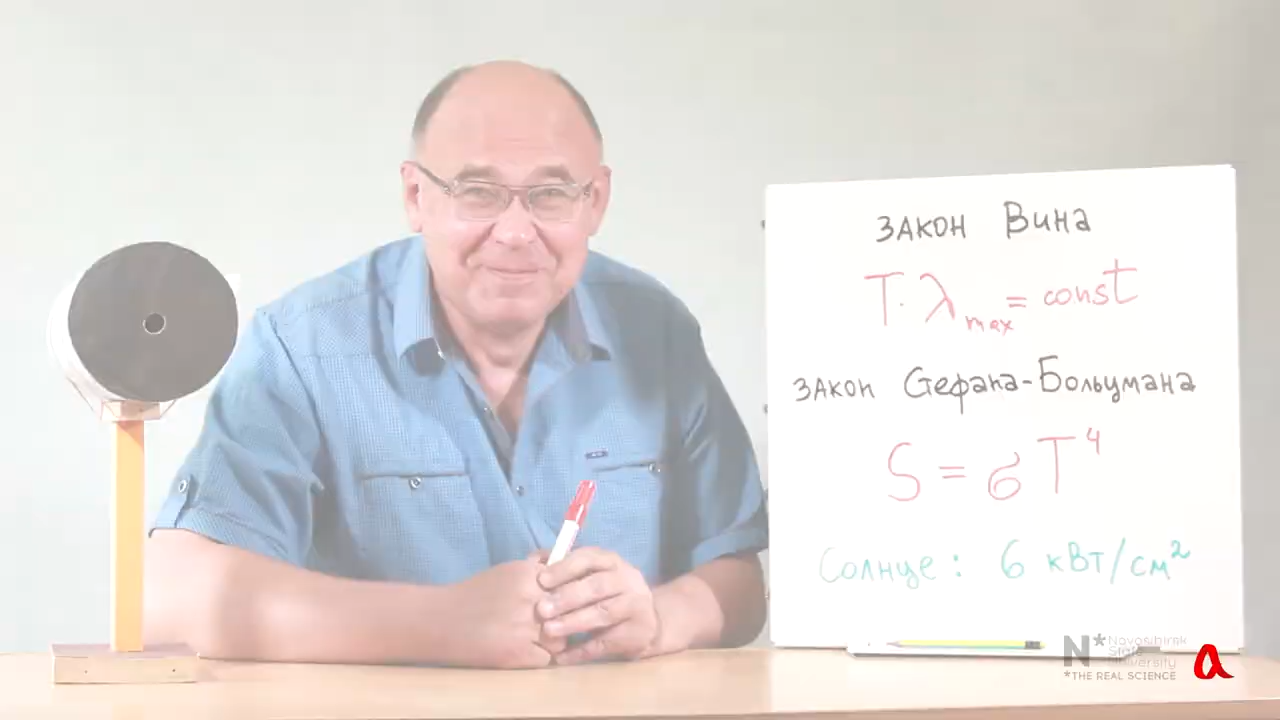 закон Вина
T·λmax = const
закон Стефана-Больцмана
S = σT⁴
Солнце: 6 кВт/см²
N* Novosibirsk
State
University
*THE REAL SCIENCE
a